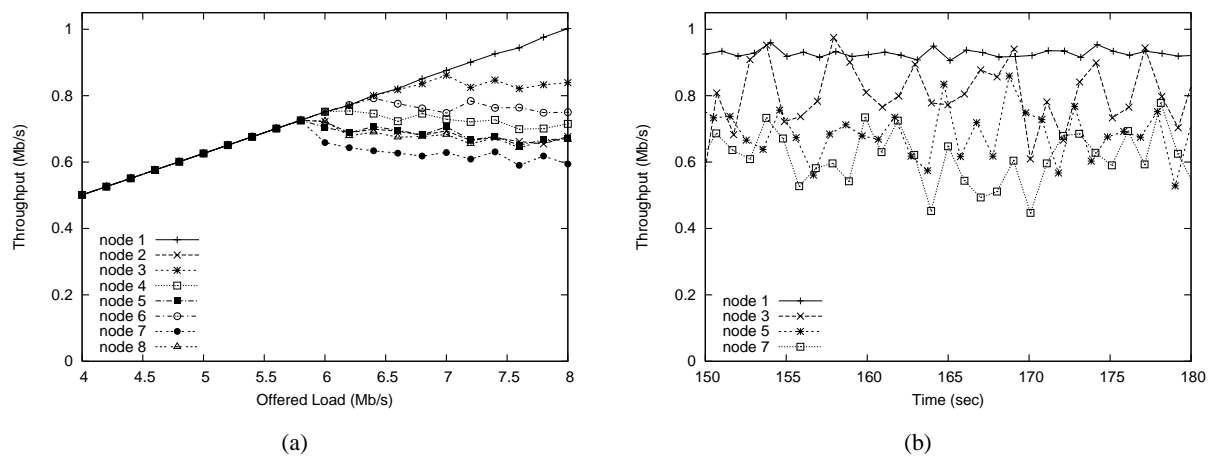 1
0.8
0.6
0.4
0.2
0
Throughput (Mb/s)
node 1
node 2
node 3
node 4
node 5
node 6
node 7
node 8
4
4.5
5
5.5
6
6.5
7
7.5
8
Offered Load (Mb/s)
(a)
1
0.8
0.6
0.4
0.2
0
Throughput (Mb/s)
node 1
node 3
node 5
node 7
150
155
160
165
170
175
180
Time (sec)
(b)